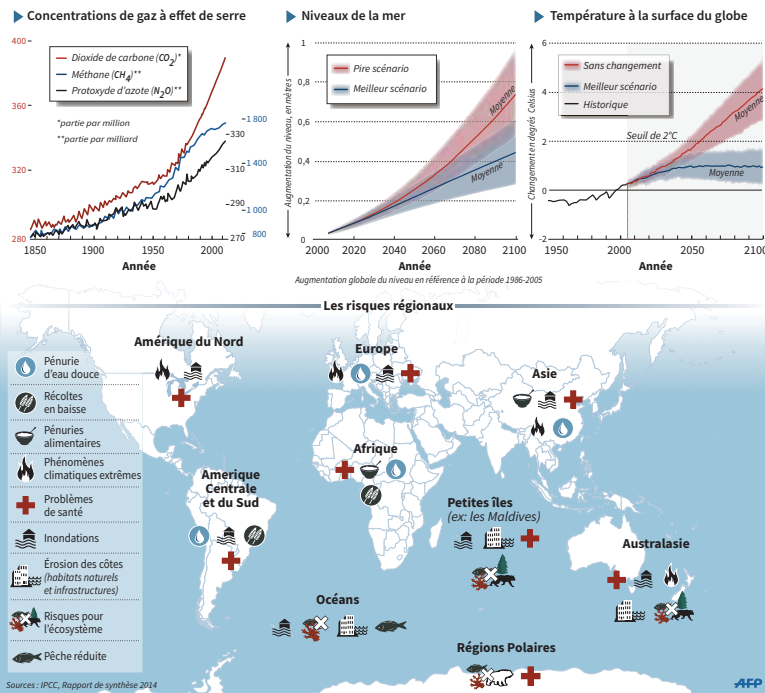 Concentrations de gaz à effet de serre
400
360
320
280
Dioxide de carbone (CO2)*
Méthane (CH4)**
Protoxyde d'azote (N2O)**
*partie par million
**partie par milliard
1 800
330
310
1 400
290
1 000
270
800
1850
1900
1950
2000
Année
Niveaux de la mer
Augmentation du niveau, en mètres
1
0,8
0,6
0,4
0,2
0
Pire scénario
Meilleur scénario
Moyenne
Moyenne
2000
2020
2040
2060
2080
2100
Année
Augmentation globale du niveau en référence à la période 1986-2005
Température à la surface du globe
Changement en degrés Celsius
6
4
2
0
-2
Sans changement
Meilleur scénario
Historique
Seuil de 2°C
Moyenne
Moyenne
1950
2000
2050
2100
Année
Les risques régionaux
Pénurie
d'eau douce
Récoltes
en baisse
Pénuries
alimentaires
Phénomènes
climatiques extrêmes
Problèmes
de santé
Inondations
Érosion des côtes
(habitats naturels
et infrastructures)
Risques pour
l'écosystème
Pêche réduite
Amérique du Nord
Europe
Asie
Afrique
Amerique
Centrale
et du Sud
Petites îles
(ex: les Maldives)
Australasie
Océans
Régions Polaires
Sources : IPCC, Rapport de synthèse 2014
AFP